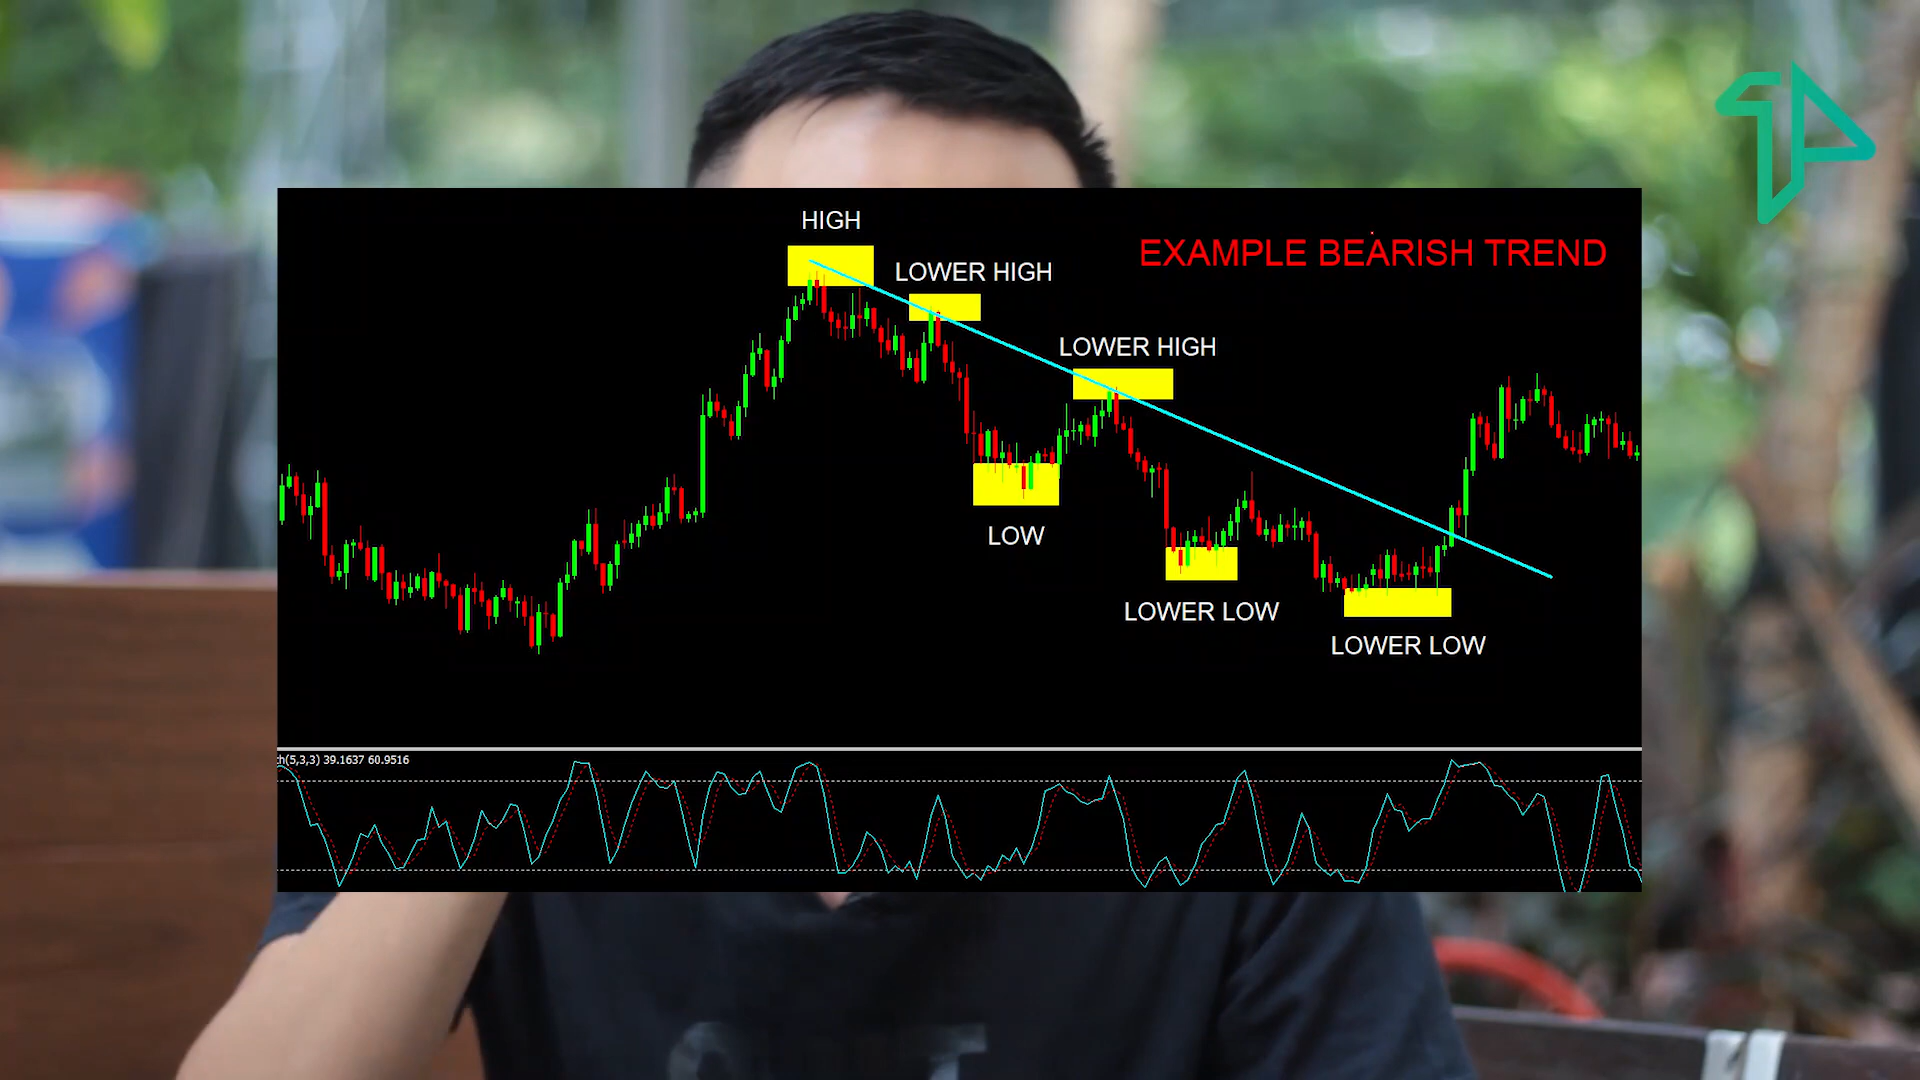 HIGH
LOWER HIGH
EXAMPLE BEARISH TREND
LOWER HIGH
LOW
LOWER LOW
LOWER LOW
h(5,3,3) 39.1637 60.9516